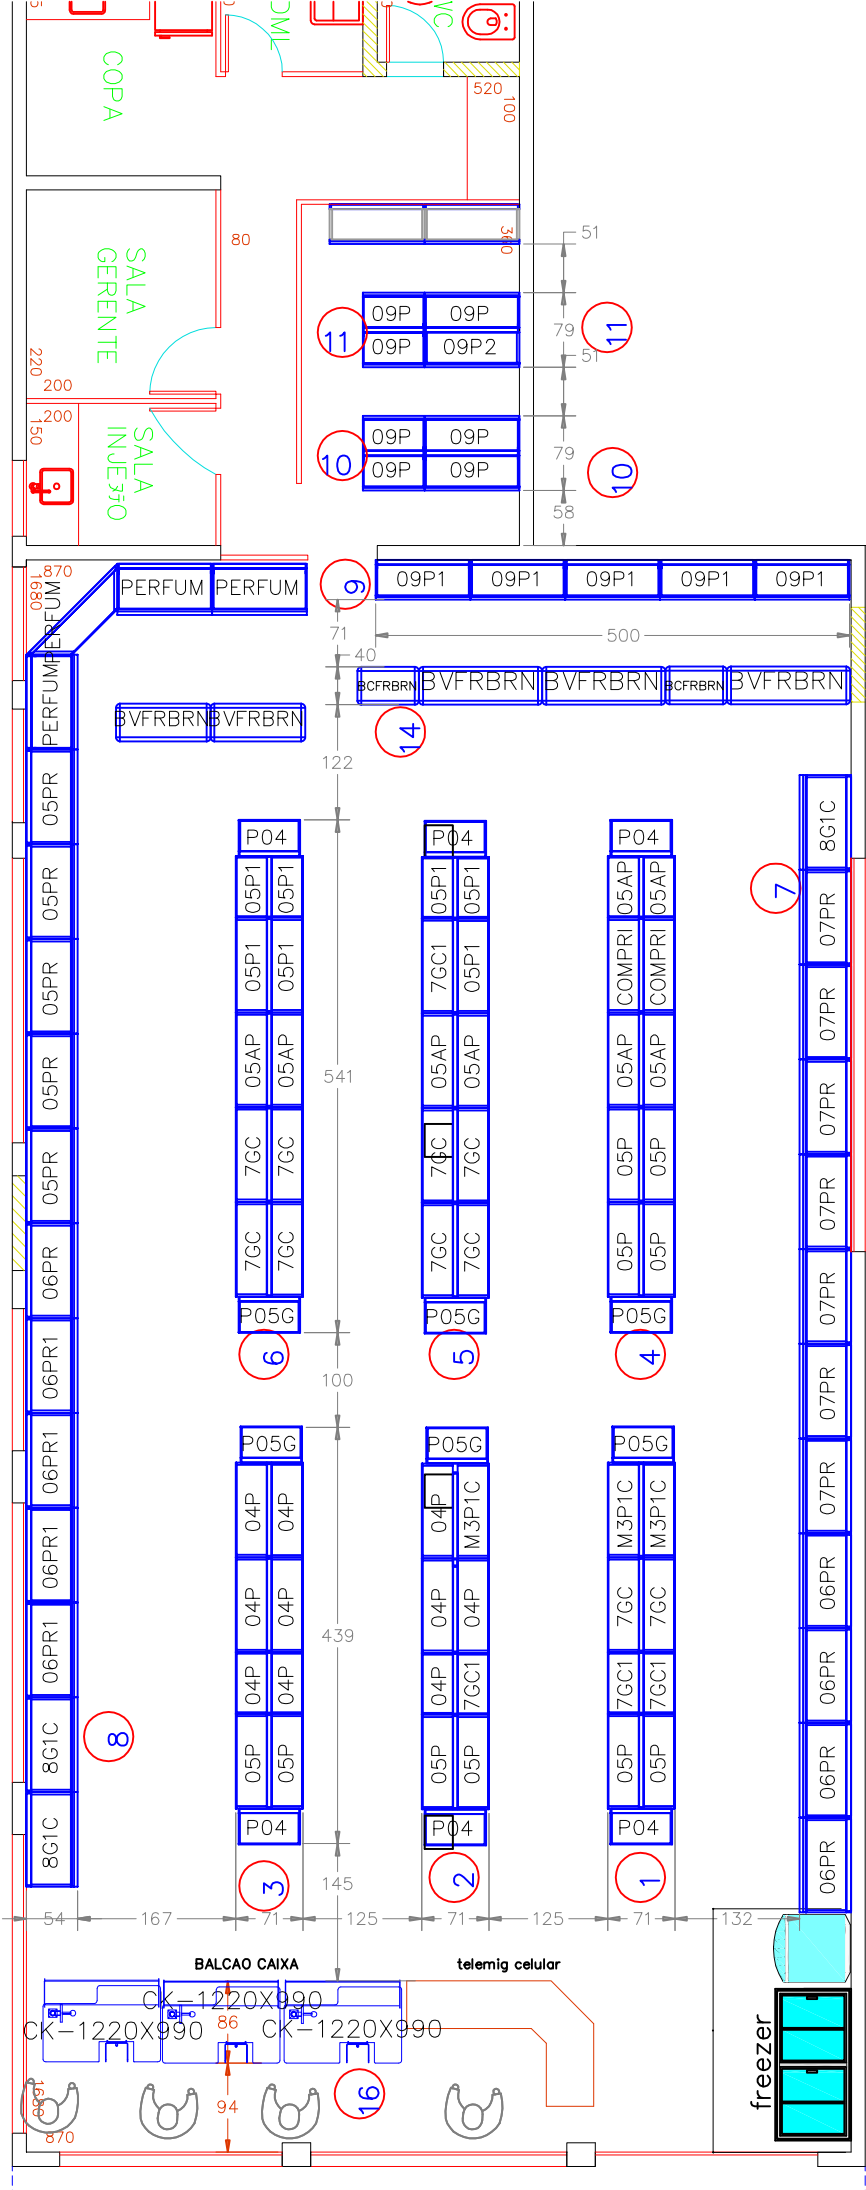 WC
520
100
COPA
360
51
80
SALA
GERENTE
09P
09P
11
11
79
09P
09P2
51
220
200
200
150
SALA
09P
09P
10
10
79
09P
09P
58
870
1680
PERFUM
PERFUM
9
09P1
09P1
09P1
09P1
09P1
PERFUM
PERFUM
71
500
40
BCFRBRN
BVFRBRN
BVFRBRN
BCFRBRN
BVFRBRN
BVFRBRN
BVFRBRN
14
122
05PR
05PR
05PR
05PR
05PR
06PR
06PR1
06PR1
06PR1
06PR1
8G1C
8G1C
8
P04
05P1
05P1
05P1
05P1
05AP
05AP
7GC
7GC
7GC
7GC
P05G
6
541
P04
05P1
05P1
7GC1
05P1
05AP
05AP
7GC
7GC
7GC
7GC
P05G
5
P04
05AP
05AP
COMPRI
COMPRI
05AP
05AP
05P
05P
05P
05P
P05G
4
8G1C
7
07PR
07PR
07PR
07PR
07PR
07PR
07PR
06PR
06PR
06PR
06PR
100
P05G
04P
04P
04P
04P
04P
04P
05P
05P
P04
3
439
P05G
04P
M3P1C
04P
04P
04P
7GC1
05P
05P
P04
2
P05G
M3P1C
M3P1C
7GC
7GC
7GC1
7GC1
05P
05P
P04
1
145
54
167
71
125
71
125
71
132
BALCAO CAIXA
telemig celular
CK-1220X990
CK-1220X990
CK-1220X990
86
freezer
16
94
1680
870